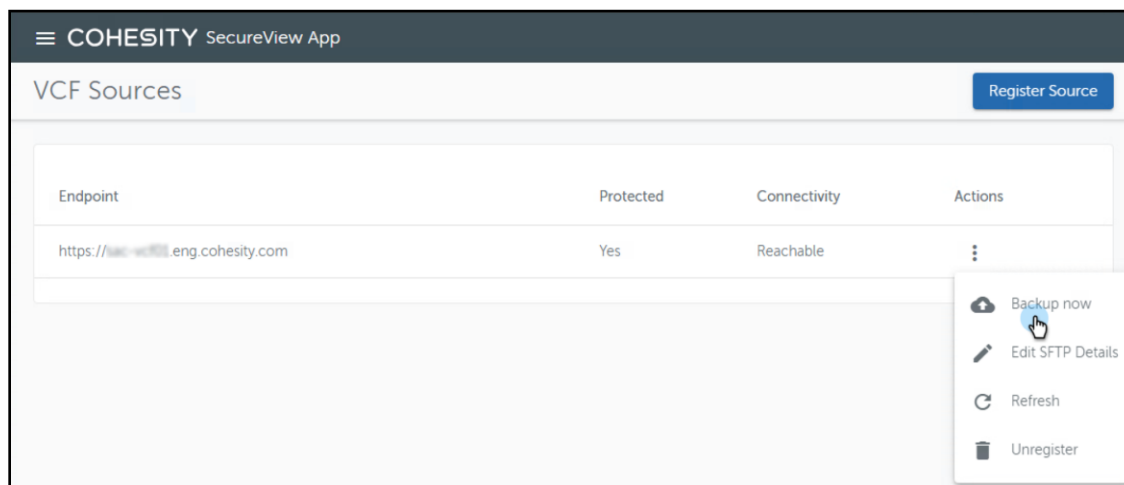 COHESITY SecureView App
VCF Sources
Register Source
Endpoint Protected Connectivity Actions
https:// .eng.cohesity.com Yes Reachable
Backup now
Edit SFTP Details
Refresh
Unregister